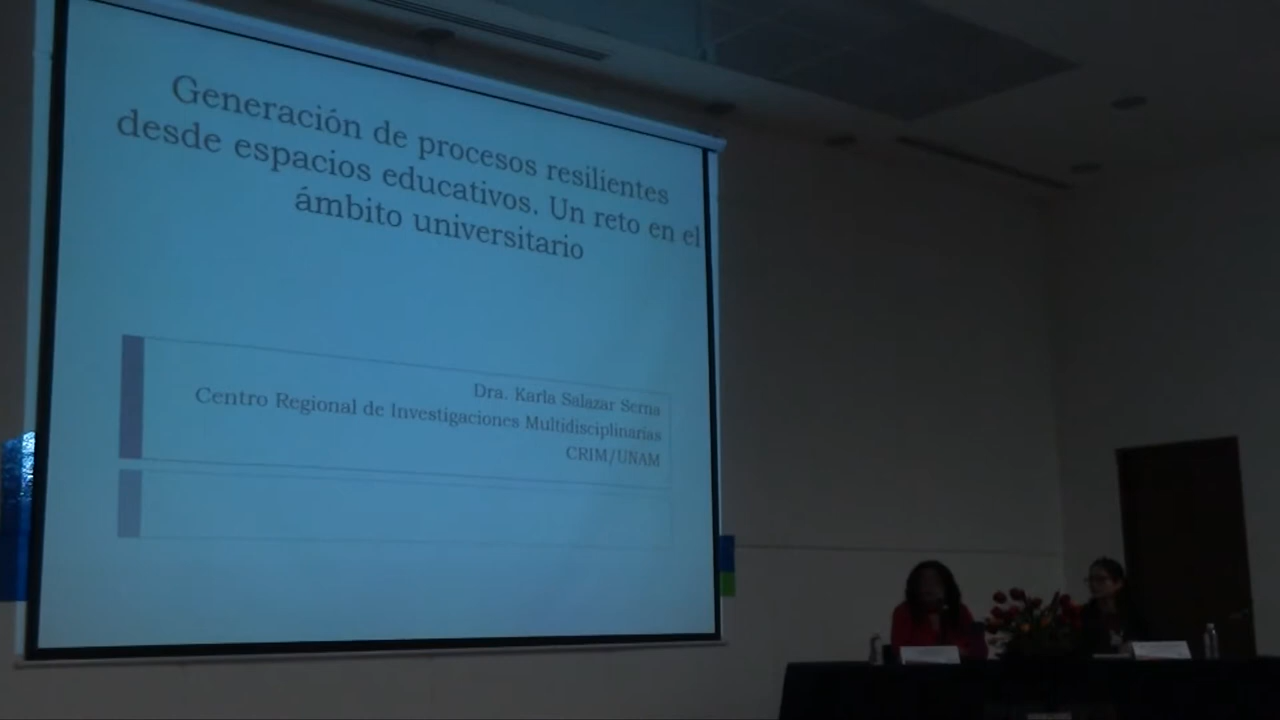 Generación de procesos resilientes
desde espacios educativos. Un reto en el
ámbito universitario
Dra. Karla Salazar Serna
Centro Regional de Investigaciones Multidisciplinarias
CRIM/UNAM